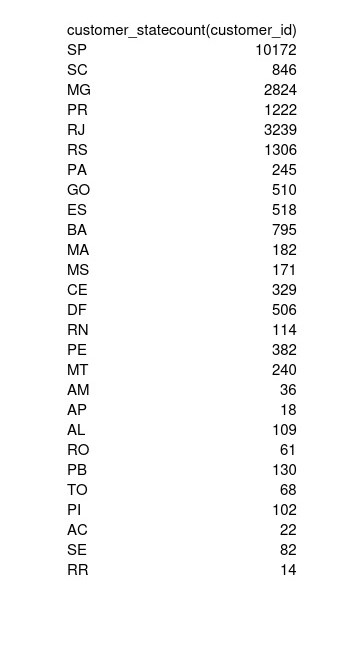 customer_statecount(customer_id)
SP 10172
SC 846
MG 2824
PR 1222
RJ 3239
RS 1306
PA 245
GO 510
ES 518
BA 795
MA 182
MS 171
CE 329
DF 506
RN 114
PE 382
MT 240
AM 36
AP 18
AL 109
RO 61
PB 130
TO 68
PI 102
AC 22
SE 82
RR 14